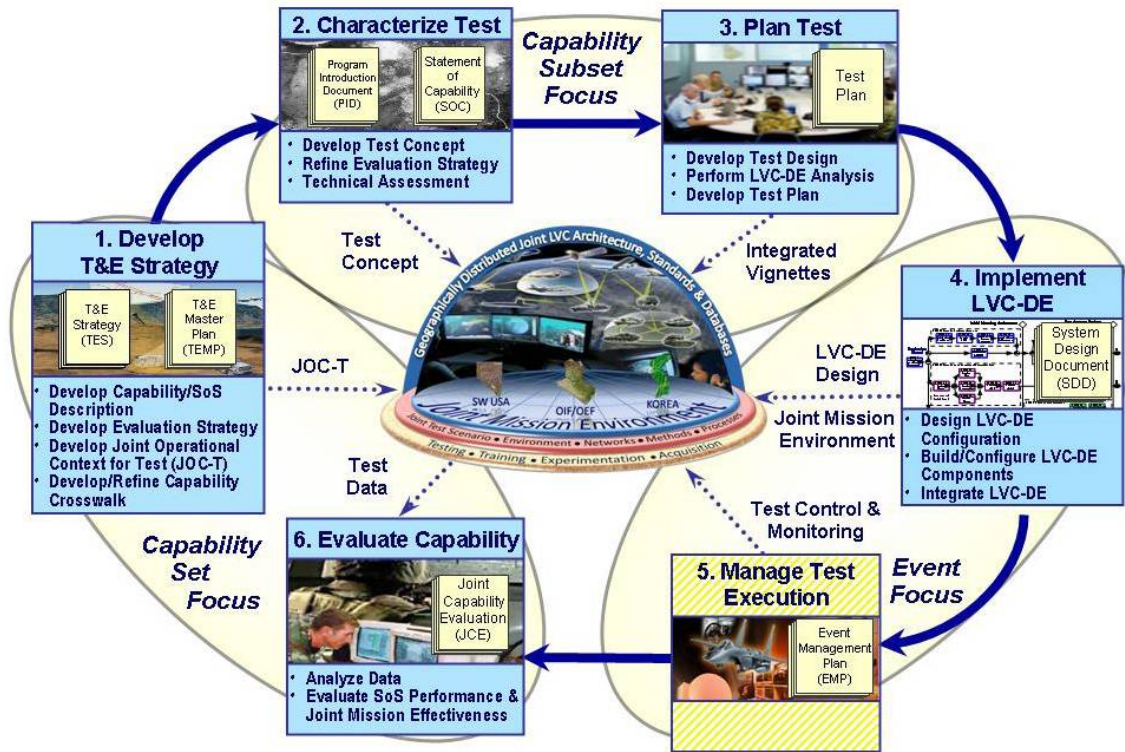 2. Characterize Test
Program
Introduction
Document
(PID)
Statement
of
Capability
(SOC)
• Develop Test Concept
• Refine Evaluation Strategy
• Technical Assessment
Capability
Subset
Focus
3. Plan Test
Test
Plan
• Develop Test Design
• Perform LVC-DE Analysis
• Develop Test Plan
1. Develop
T&E Strategy
T&E
Strategy
(TES)
T&E
Master
Plan
(TEMP)
• Develop Capability/SoS
Description
• Develop Evaluation Strategy
• Develop Joint Operational
Context for Test (JOC-T)
• Develop/Refine Capability
Crosswalk
Test
Concept
Integrated
Vignettes
JOC-T
Geographically Distributed Joint LVC Architecture, Standards & Databases
SW USA
OIF/OEF
KOREA
Joint Mission Environment
Joint Test Scenario • Environment • Networks • Methods • Processes
Testing • Training • Experimentation • Acquisition
LVC-DE
Design
Joint Mission
Environment
4. Implement
LVC-DE
System
Design
Document
(SDD)
• Design LVC-DE
Configuration
• Build/Configure LVC-DE
Components
• Integrate LVC-DE
Test
Data
Test Control &
Monitoring
Capability
Set
Focus
6. Evaluate Capability
Joint
Capability
Evaluation
(JCE)
• Analyze Data
• Evaluate SoS Performance &
Joint Mission Effectiveness
5. Manage Test
Execution
Event
Management
Plan
(EMP)
Event
Focus